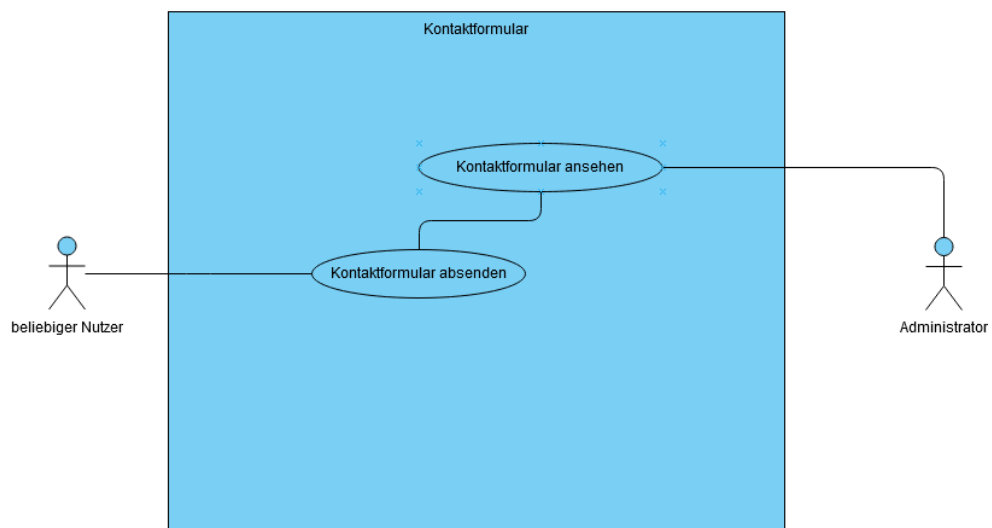 Kontaktformular
Kontaktformular ansehen
Kontaktformular absenden
beliebiger Nutzer
Administrator